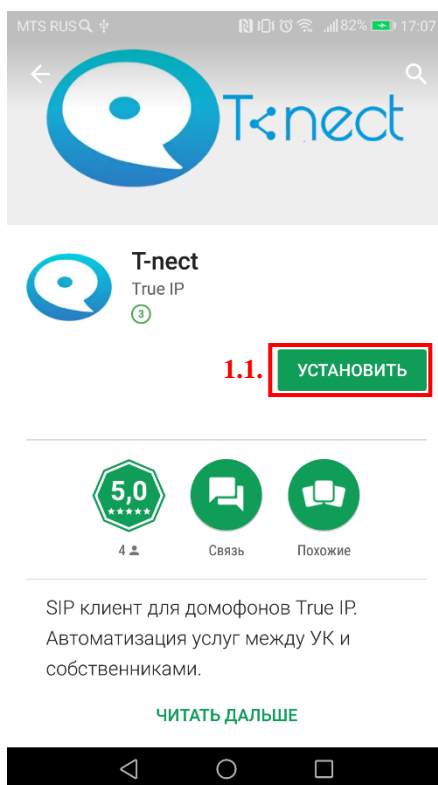 MTS RUS 82% 17:07
T-nect
T-nect
True IP
3
1.1. УСТАНОВИТЬ
5,0
4 Связь Похожие
SIP клиент для домофонов True IP.
Автоматизация услуг между УК и
собственниками.
ЧИТАТЬ ДАЛЬШЕ